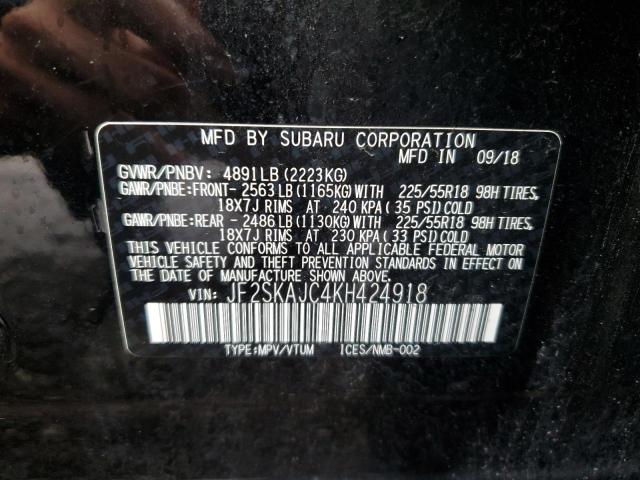 MFD BY SUBARU CORPORATION
MFD IN 09/18
GVWR/PNBV: 4891LB (2223KG)
GAWR/PNBE:FRONT- 2563LB(1165KG)WITH 225/55R18 98H TIRES,
18X7J RIMS AT 240 KPA(35 PSI)COLD
GAWR/PNBE:REAR - 2486LB(1130KG)WITH 225/55R18 98H TIRES,
18X7J RIMS AT 230 KPA(33 PSI)COLD
THIS VEHICLE CONFORMS TO ALL APPLICABLE FEDERAL MOTOR
VEHICLE SAFETY AND THEFT PREVENTION STANDARDS IN EFFECT
ON THE DATE OF MANUFACTURE SHOWN ABOVE.
VIN: JF2SKAJC4KH424918
TYPE:MPV/VTUM ICES/NMB-002